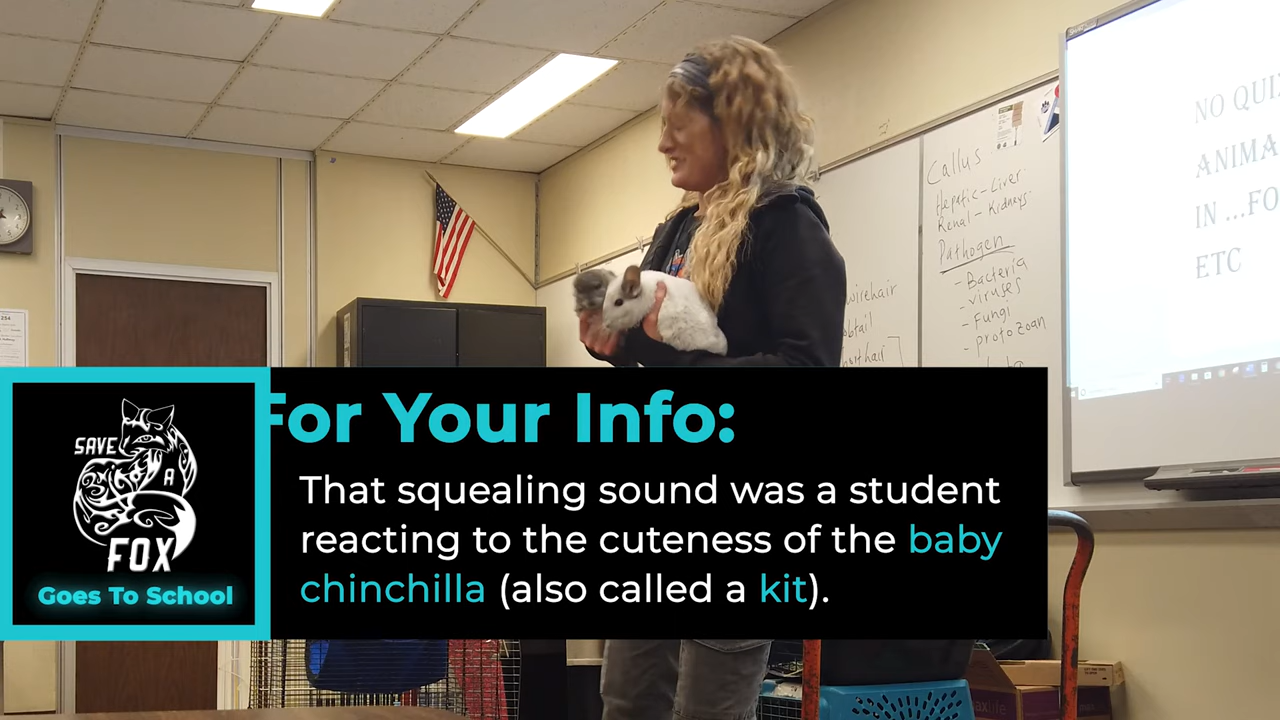 NO QUI
ANIMA
IN ...FO
ETC
Callus
Hepatic-Liver
Renal-Kidneys
Pathogen
-Bacteria
-viruses
-Fungi
-protozoan
wirehair
254
For Your Info:
That squealing sound was a student
reacting to the cuteness of the baby
chinchilla (also called a kit).
SAVE
A
FOX
Goes To School